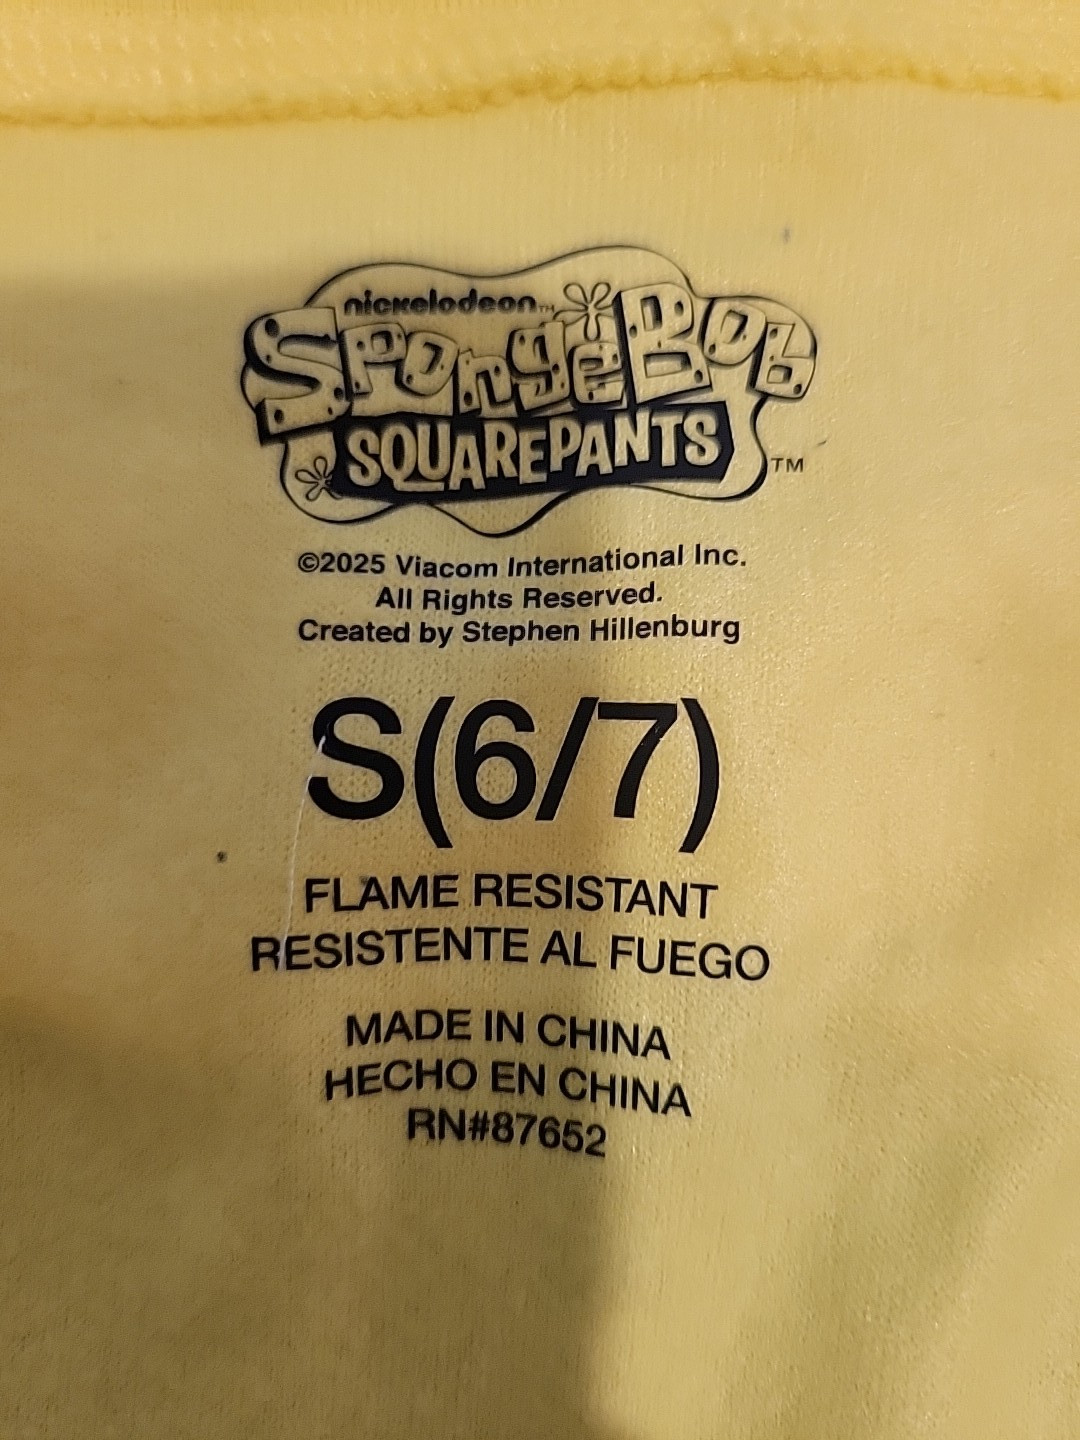 nickelodeon™
SpongeBob
SQUAREPANTS
TM
©2025 Viacom International Inc.
All Rights Reserved.
Created by Stephen Hillenburg
S(6/7)
FLAME RESISTANT
RESISTENTE AL FUEGO
MADE IN CHINA
HECHO EN CHINA
RN#87652